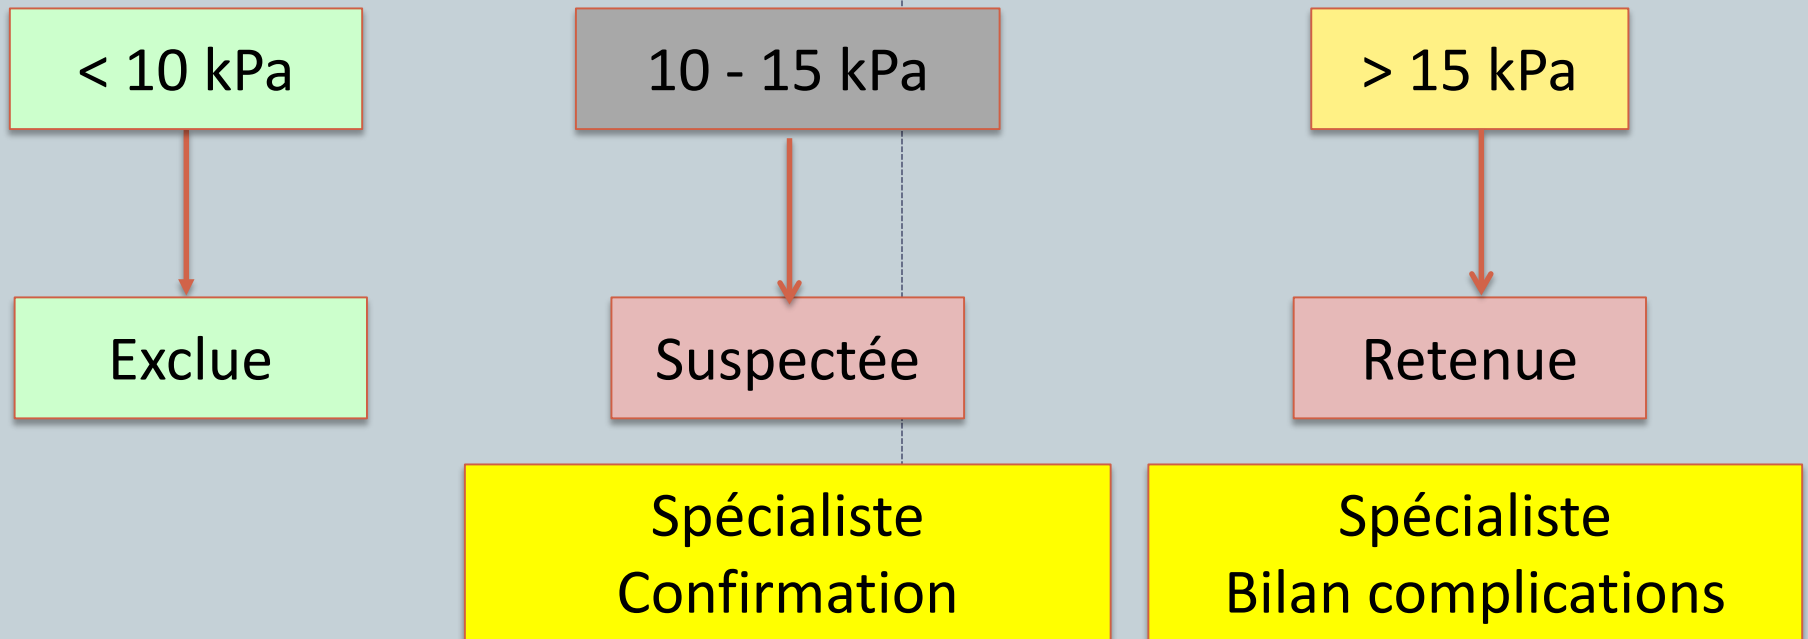 < 10 kPa
10 - 15 kPa
> 15 kPa
Exclue
Suspectée
Retenue
Spécialiste
Confirmation
Spécialiste
Bilan complications